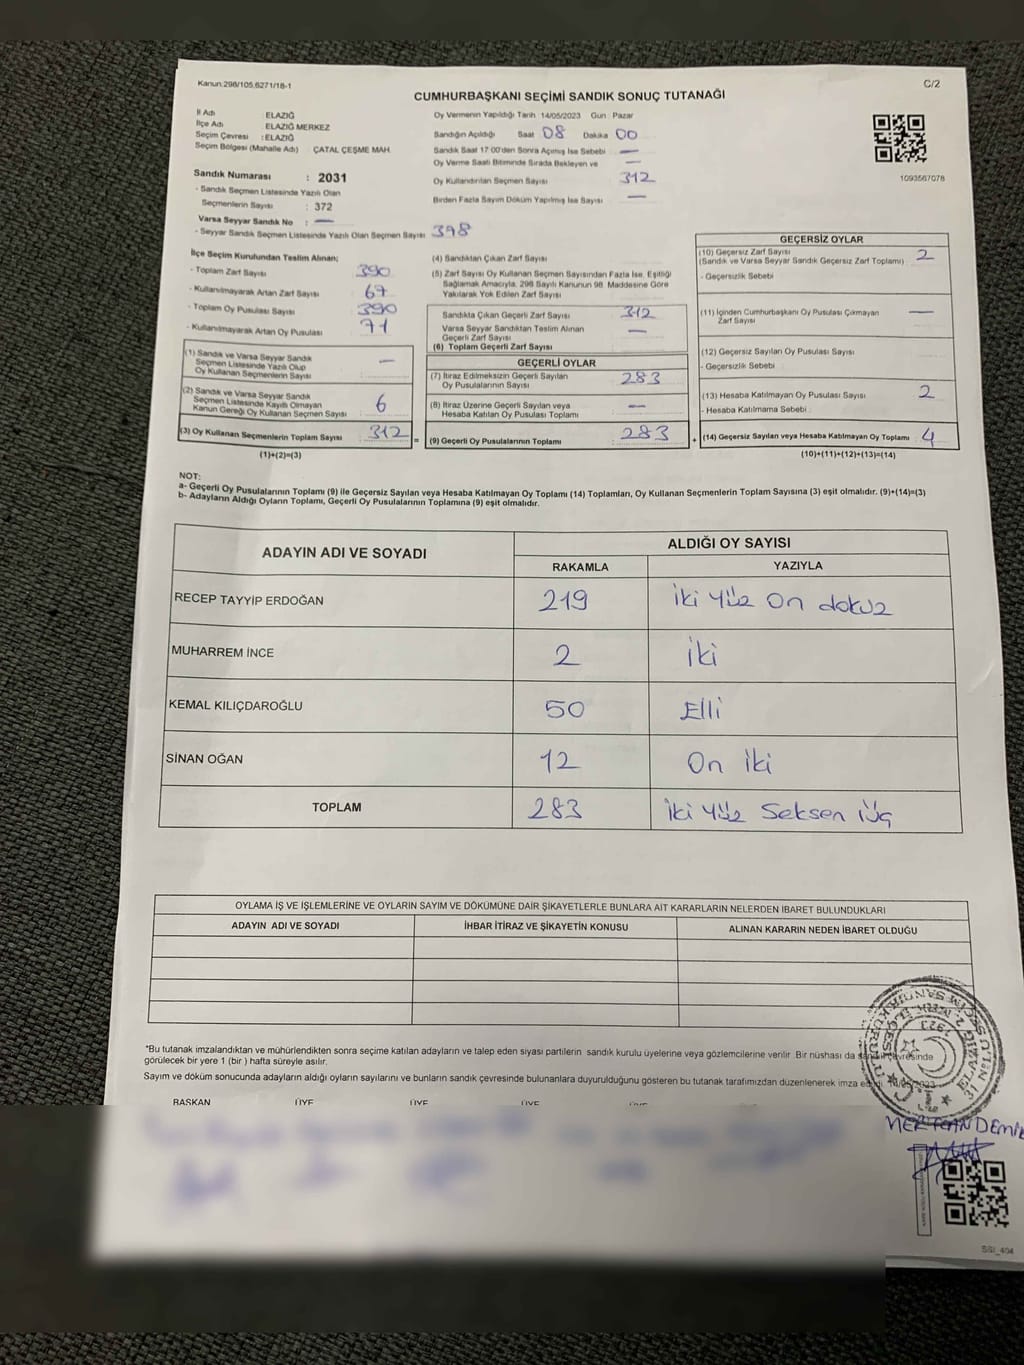 Kanun:298/105,6271/18-1
C/2
CUMHURBAŞKANI SEÇİMİ SANDIK SONUÇ TUTANAĞI
İl Adı : ELAZIĞ
İlçe Adı : ELAZIĞ MERKEZ
Seçim Çevresi : ELAZIĞ
Seçim Bölgesi (Mahalle Adı) ÇATAL ÇEŞME MAH.
Sandık Numarası : 2031
- Sandık Seçmen Listesinde Yazılı Olan
Seçmenlerin Sayısı : 372
Varsa Seyyar Sandık No : —
- Seyyar Sandık Seçmen Listesinde Yazılı Olan Seçmen Sayısı 398
Oy Vermenin Yapıldığı Tarih 14/05/2023 Gün Pazar
Sandığın Açıldığı Saat 08 Dakika 00
Sandık Saat 17 00'den Sonra Açımış İse Sebebi —
Oy Verme Saati Bitiminde Sırada Bekleyen ve —
Oy Kullandırılan Seçmen Sayısı 312
Birden Fazla Sayım Döküm Yapılmış İse Sayısı —
1093567078
İlçe Seçim Kurulundan Teslim Alınan;
- Toplam Zarf Sayısı 390
- Kullanılmayarak Artan Zarf Sayısı 67
- Toplam Oy Pusulası Sayısı 390
- Kullanılmayarak Artan Oy Pusulası 71
(1) Sandık ve Varsa Seyyar Sandık
Seçmen Listesinde Yazılı Olup
Oy Kullanan Seçmenlerin Sayısı —
(2) Sandık ve Varsa Seyyar Sandık
Seçmen Listesinde Kayıtlı Olmayan
Kanun Gereği Oy Kullanan Seçmen Sayısı 6
(3) Oy Kullanan Seçmenlerin Toplam Sayısı 312 =
(1)+(2)=(3)
(4) Sandıktan Çıkan Zarf Sayısı
(5) Zarf Sayısı Oy Kullanan Seçmen Sayısından Fazla İse, Eşitliği
Sağlamak Amacıyla, 298 Sayılı Kanunun 98. Maddesine Göre
Yakılarak Yok Edilen Zarf Sayısı
Sandıkta Çıkan Geçerli Zarf Sayısı 312
Varsa Seyyar Sandıktan Teslim Alınan
Geçerli Zarf Sayısı —
(6) Toplam Geçerli Zarf Sayısı
GEÇERLİ OYLAR
(7) İtiraz Edilmeksizin Geçerli Sayılan
Oy Pusulalarının Sayısı 283
(8) İtiraz Üzerine Geçerli Sayılan veya
Hesaba Katılan Oy Pusulası Toplamı —
(9) Geçerli Oy Pusulalarının Toplamı 283 +
GEÇERSİZ OYLAR
(10) Geçersiz Zarf Sayısı
(Sandık ve Varsa Seyyar Sandık Geçersiz Zarf Toplamı) 2
- Geçersizlik Sebebi
(11) İçinden Cumhurbaşkanı Oy Pusulası Çıkmayan
Zarf Sayısı —
(12) Geçersiz Sayılan Oy Pusulası Sayısı
- Geçersizlik Sebebi
(13) Hesaba Katılmayan Oy Pusulası Sayısı 2
- Hesaba Katılmama Sebebi
(14) Geçersiz Sayılan veya Hesaba Katılmayan Oy Toplamı 4
(10)+(11)+(12)+(13)=(14)
NOT:
a- Geçerli Oy Pusulalarının Toplamı (9) ile Geçersiz Sayılan veya Hesaba Katılmayan Oy Toplamı (14) Toplamları, Oy Kullanan Seçmenlerin Toplam Sayısına (3) eşit olmalıdır. (9)+(14)=(3)
b- Adayların Aldığı Oyların Toplamı, Geçerli Oy Pusulalarının Toplamına (9) eşit olmalıdır.
ADAYIN ADI VE SOYADI
ALDIĞI OY SAYISI
RAKAMLA YAZIYLA
RECEP TAYYİP ERDOĞAN 219 İki Yüz On dokuz
MUHARREM İNCE 2 İki
KEMAL KILIÇDAROĞLU 50 Elli
SİNAN OĞAN 12 On İki
TOPLAM 283 İki Yüz Seksen Üç
OYLAMA İŞ VE İŞLEMLERİNE VE OYLARIN SAYIM VE DÖKÜMÜNE DAİR ŞİKAYETLERLE BUNLARA AİT KARARLARIN NELERDEN İBARET BULUNDUKLARI
ADAYIN ADI VE SOYADI İHBAR İTİRAZ VE ŞİKAYETİN KONUSU ALINAN KARARIN NEDEN İBARET OLDUĞU
*Bu tutanak imzalandıktan ve mühürlendikten sonra seçime katılan adayların ve talep eden siyasi partilerin sandık kurulu üyelerine veya gözlemcilerine verilir. Bir nüshası da sandık çevresinde
görülecek bir yere 1 (bir ) hafta süreyle asılır.
Sayım ve döküm sonucunda adayların aldığı oyların sayılarını ve bunların sandık çevresinde bulunanlara duyurulduğunu gösteren bu tutanak tarafımızdan düzenlenerek imza edildi.
BAŞKAN ÜYE ÜYE ÜYE
T.C.
SSI_404